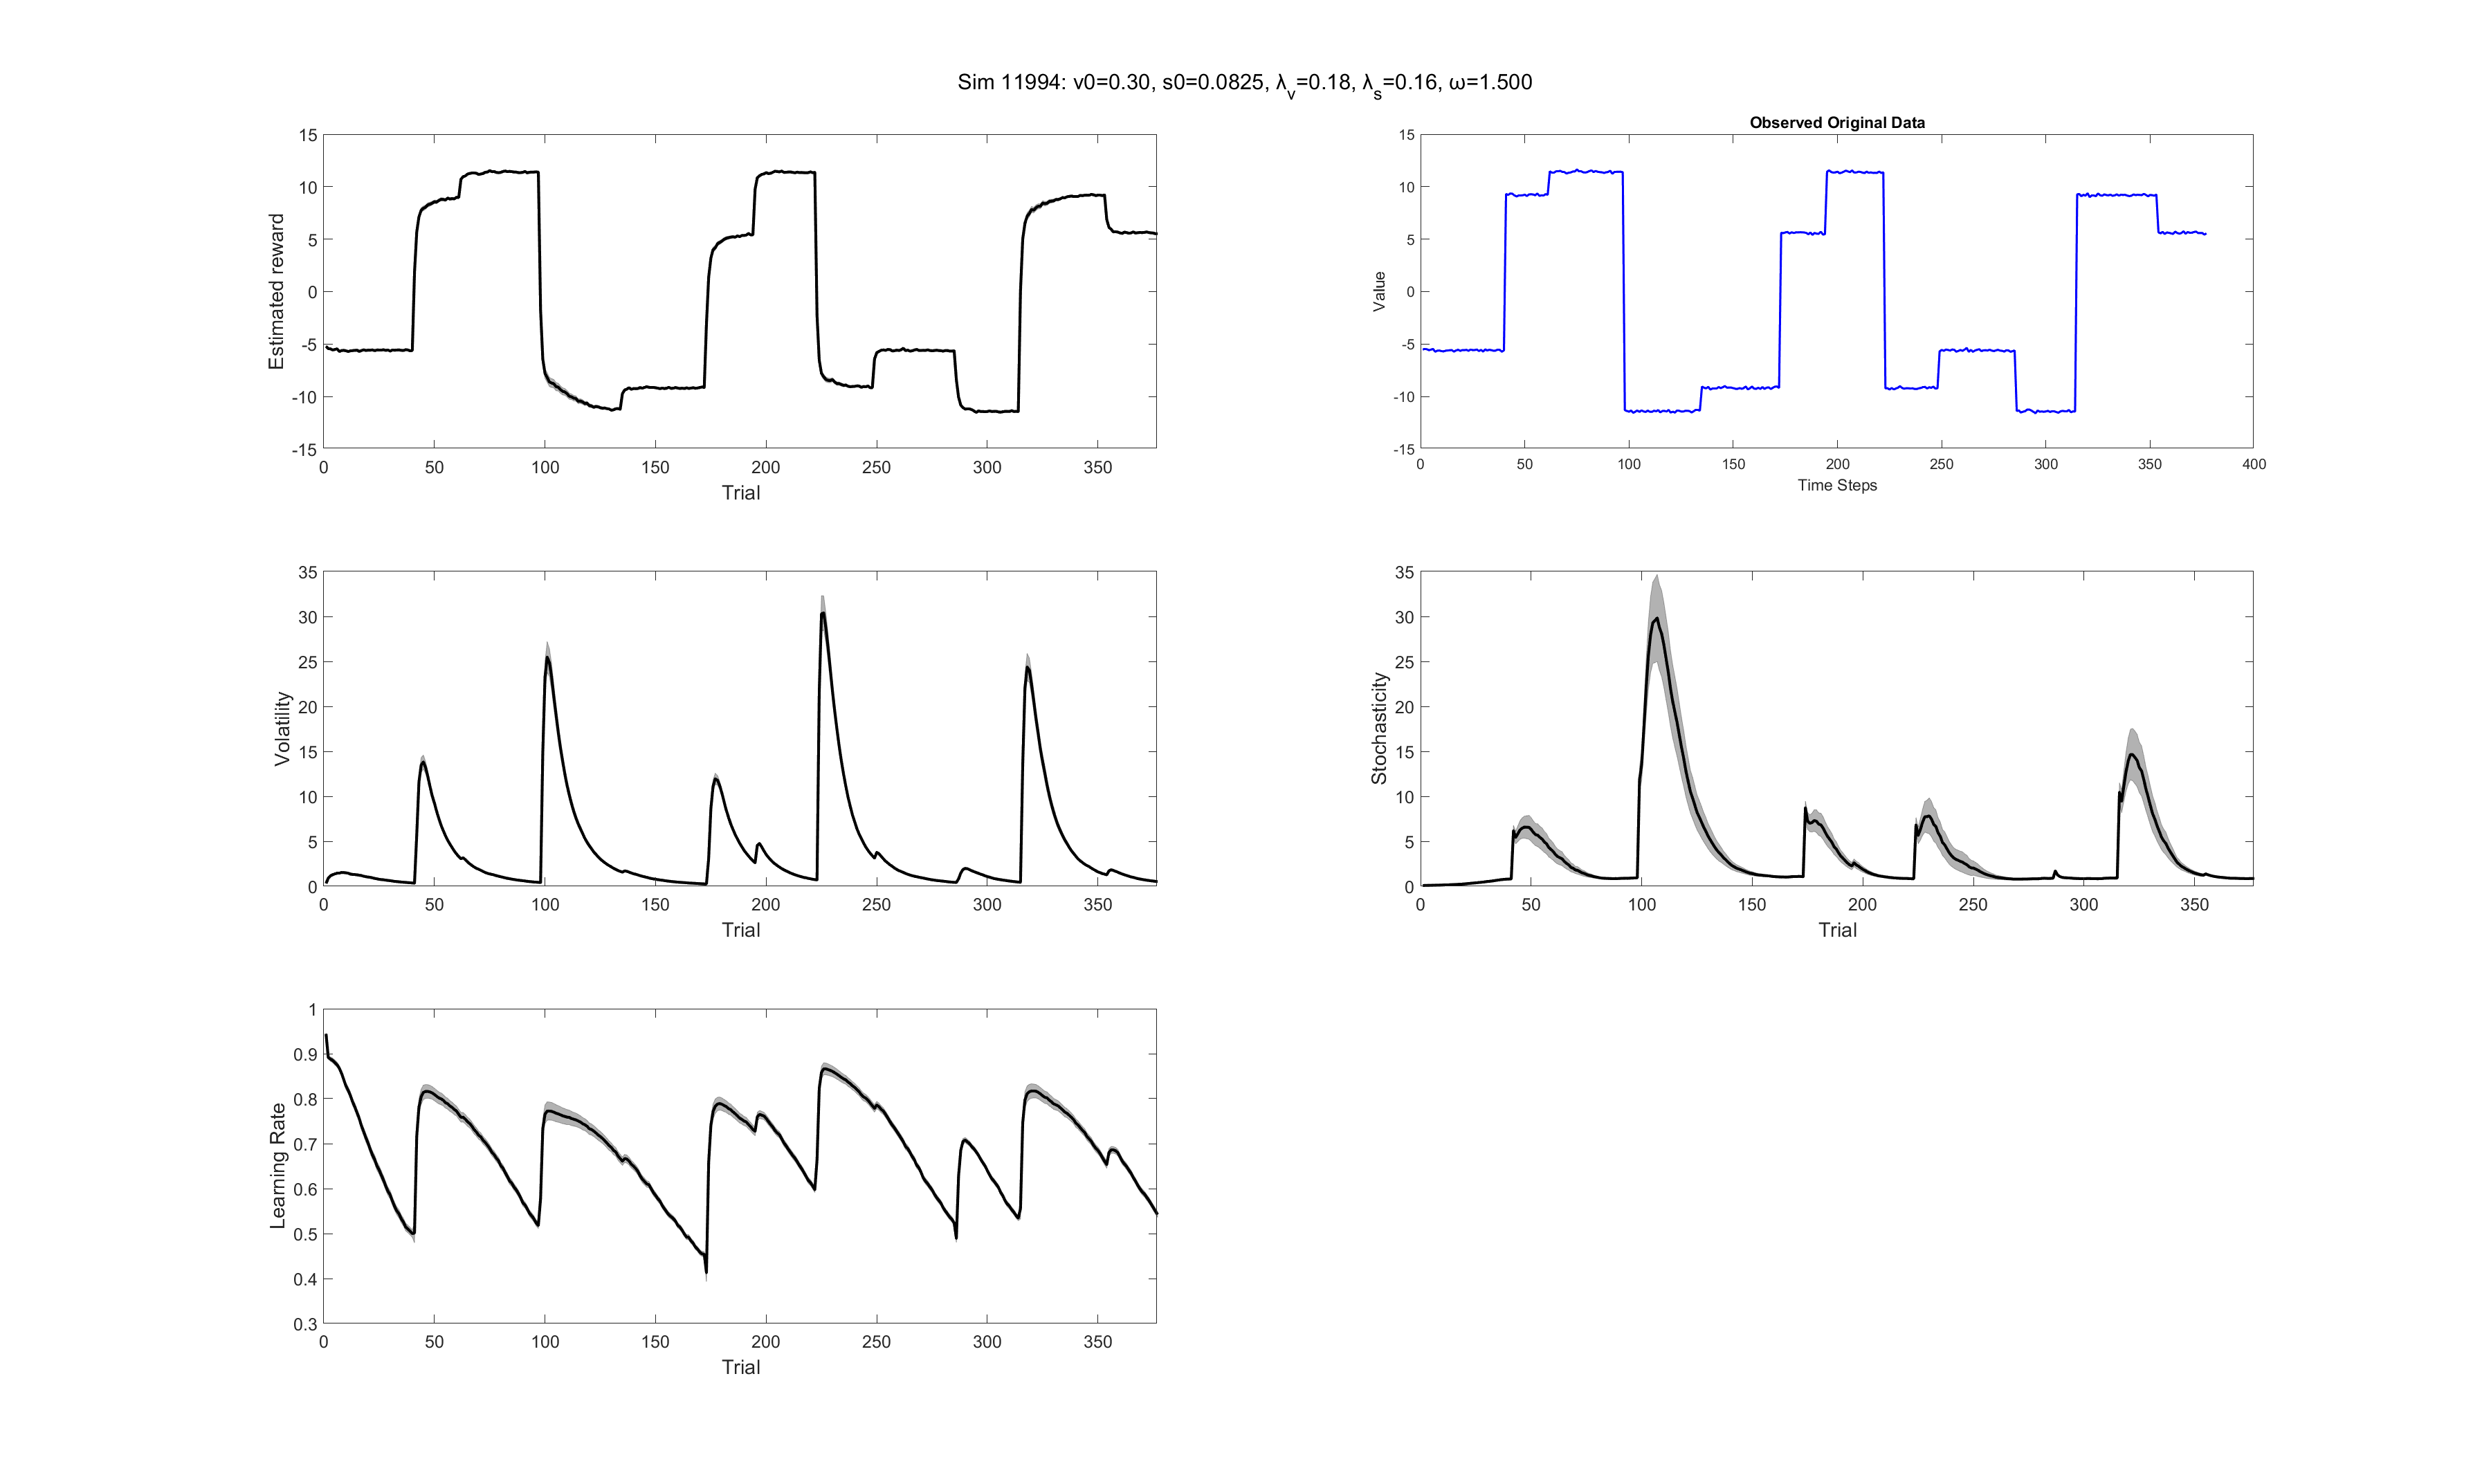 Sim 11994: v0=0.30, s0=0.0825, λv=0.18, λs=0.16, ω=1.500
15
10
5
0
-5
-10
-15
Estimated reward
0 50 100 150 200 250 300 350
Trial
Observed Original Data
15
10
5
0
-5
-10
-15
Value
0 50 100 150 200 250 300 350 400
Time Steps
35
30
25
20
15
10
5
0
Volatility
0 50 100 150 200 250 300 350
Trial
35
30
25
20
15
10
5
0
Stochasticity
0 50 100 150 200 250 300 350
Trial
1
0.9
0.8
0.7
0.6
0.5
0.4
0.3
Learning Rate
0 50 100 150 200 250 300 350
Trial